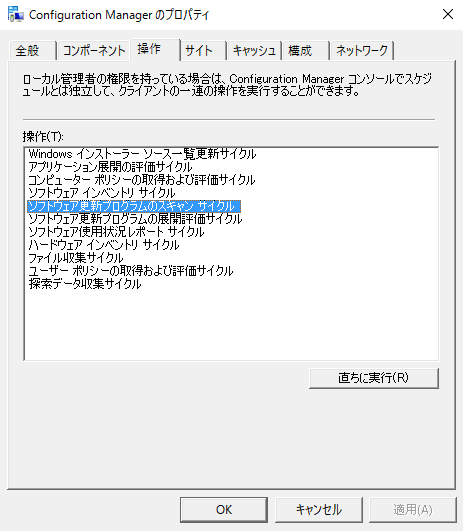 Configuration Manager のプロパティ
全般 コンポーネント 操作 サイト キャッシュ 構成 ネットワーク
ローカル管理者の権限を持っている場合は、Configuration Manager コンソールでスケジ
ュールとは独立して、クライアントの一連の操作を実行することができます。
操作(T):
Windows インストーラー ソース一覧更新サイクル
アプリケーション展開の評価サイクル
コンピューター ポリシーの取得および評価サイクル
ソフトウェア インベントリ サイクル
ソフトウェア更新プログラムのスキャン サイクル
ソフトウェア更新プログラムの展開評価サイクル
ソフトウェア使用状況レポート サイクル
ハードウェア インベントリ サイクル
ファイル収集サイクル
ユーザー ポリシーの取得および評価サイクル
探索データ収集サイクル
直ちに実行(R)
OK キャンセル 適用(A)